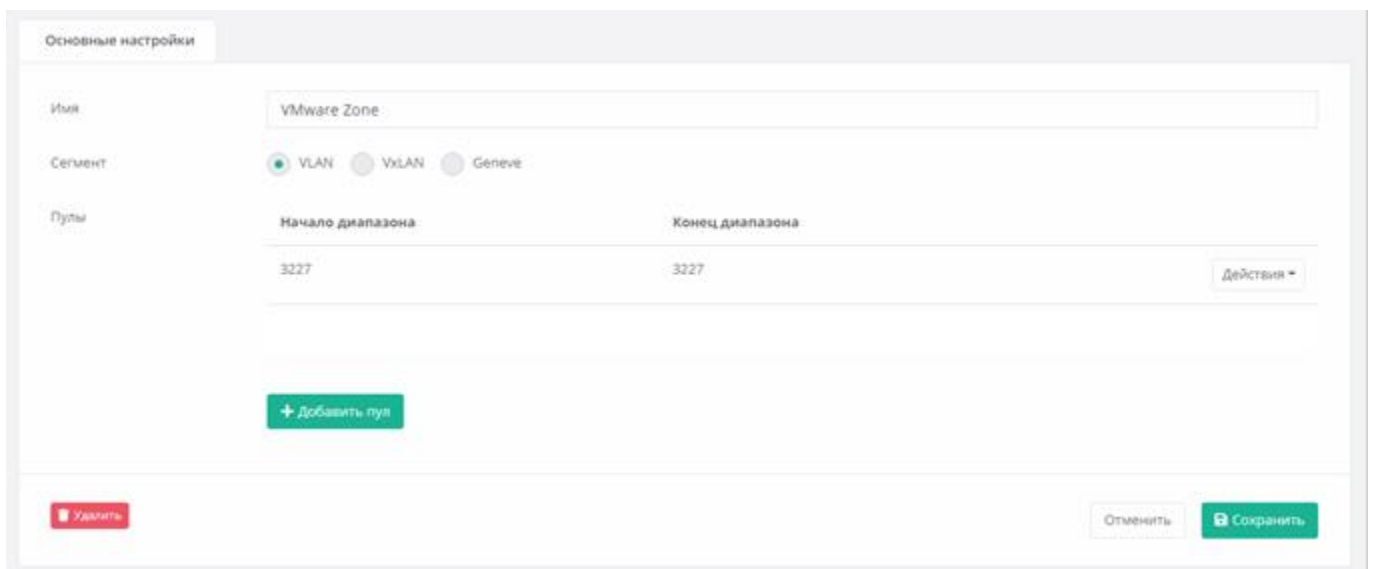 Основные настройки
Имя
VMware Zone
Сегмент
VLAN VxLAN Geneve
Пулы
Начало диапазона Конец диапазона
3227 3227 Действия
Добавить пул
Удалить Отменить Сохранить